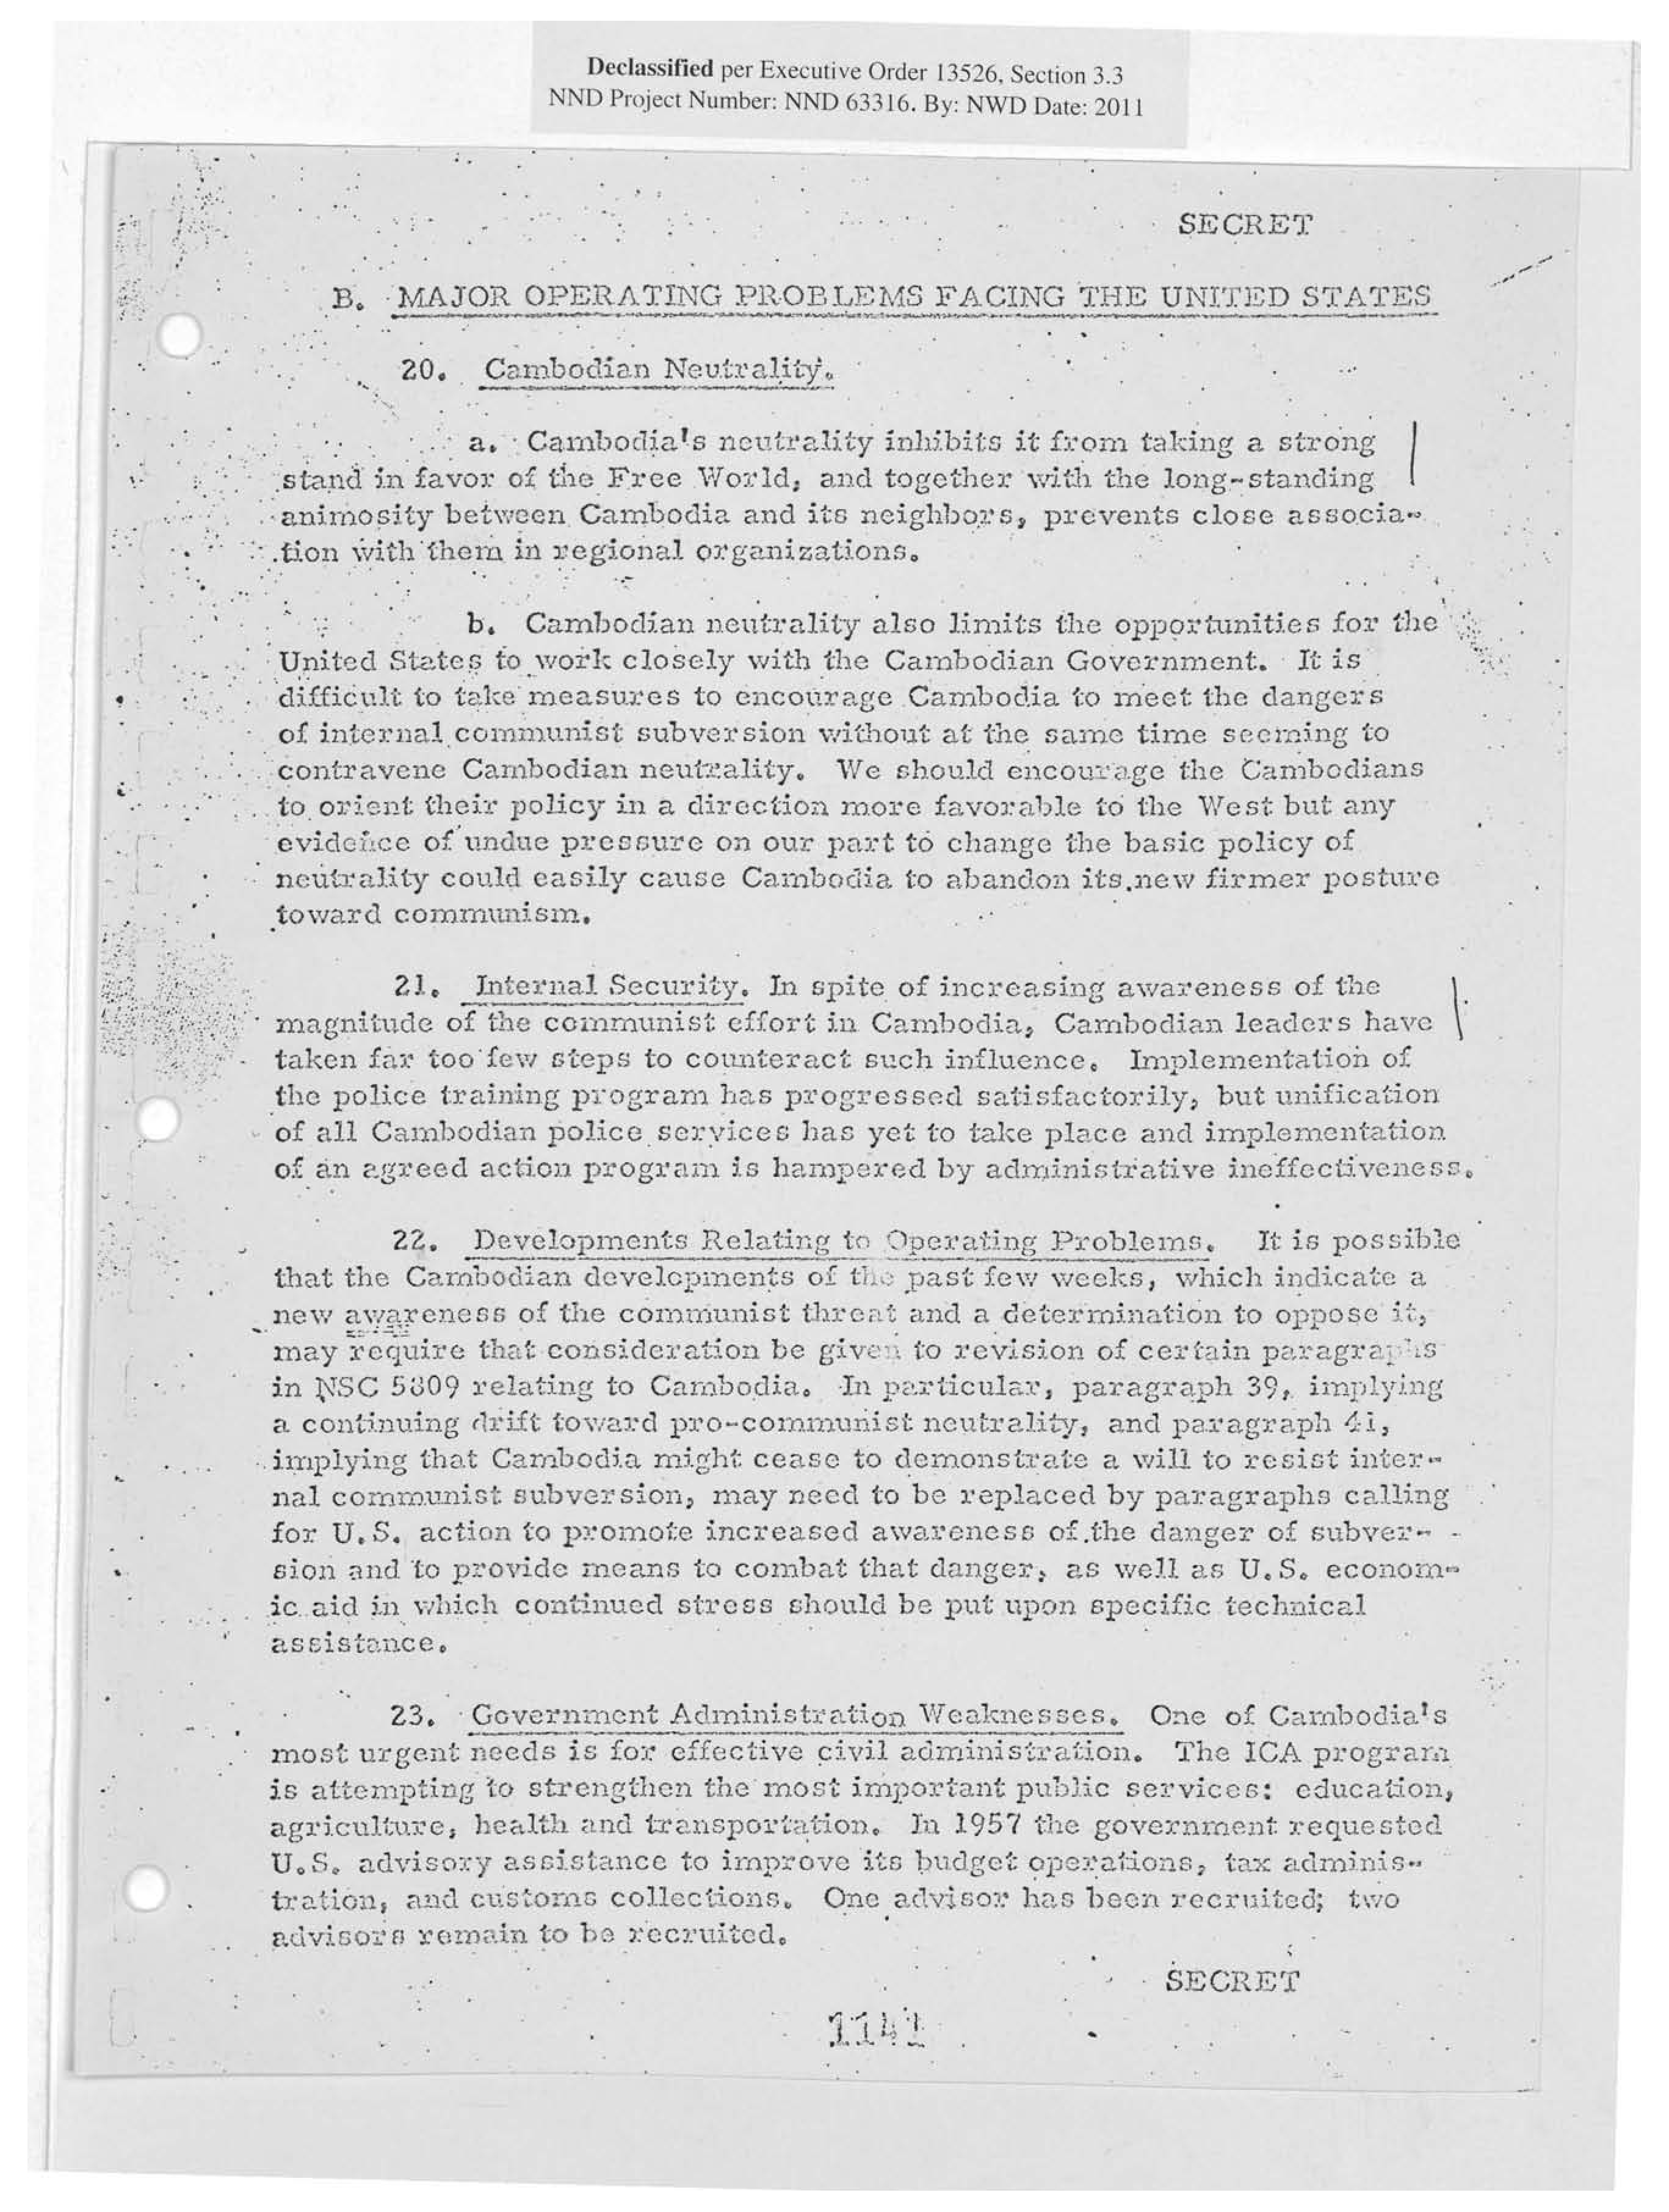 Declassified per Executive Order 13526, Section 3.3
NND Project Number: NND 63316. By: NWD Date: 2011
SECRET
B. MAJOR OPERATING PROBLEMS FACING THE UNITED STATES
20. Cambodian Neutrality.
a. Cambodia's neutrality inhibits it from taking a strong
stand in favor of the Free World, and together with the long-standing
animosity between Cambodia and its neighbors, prevents close associa-
tion with them in regional organizations.
b. Cambodian neutrality also limits the opportunities for the
United States to work closely with the Cambodian Government. It is
difficult to take measures to encourage Cambodia to meet the dangers
of internal communist subversion without at the same time seeming to
contravene Cambodian neutrality. We should encourage the Cambodians
to orient their policy in a direction more favorable to the West but any
evidence of undue pressure on our part to change the basic policy of
neutrality could easily cause Cambodia to abandon its new firmer posture
toward communism.
21. Internal Security. In spite of increasing awareness of the
magnitude of the communist effort in Cambodia, Cambodian leaders have
taken far too few steps to counteract such influence. Implementation of
the police training program has progressed satisfactorily, but unification
of all Cambodian police services has yet to take place and implementation
of an agreed action program is hampered by administrative ineffectiveness.
22. Developments Relating to Operating Problems. It is possible
that the Cambodian developments of the past few weeks, which indicate a
new awareness of the communist threat and a determination to oppose it,
may require that consideration be given to revision of certain paragraphs
in NSC 5809 relating to Cambodia. In particular, paragraph 39, implying
a continuing drift toward pro-communist neutrality, and paragraph 41,
implying that Cambodia might cease to demonstrate a will to resist inter-
nal communist subversion, may need to be replaced by paragraphs calling
for U.S. action to promote increased awareness of the danger of subver-
sion and to provide means to combat that danger, as well as U.S. econom-
ic aid in which continued stress should be put upon specific technical
assistance.
23. Government Administration Weaknesses. One of Cambodia's
most urgent needs is for effective civil administration. The ICA program
is attempting to strengthen the most important public services: education,
agriculture, health and transportation. In 1957 the government requested
U.S. advisory assistance to improve its budget operations, tax adminis-
tration, and customs collections. One advisor has been recruited; two
advisors remain to be recruited.
SECRET